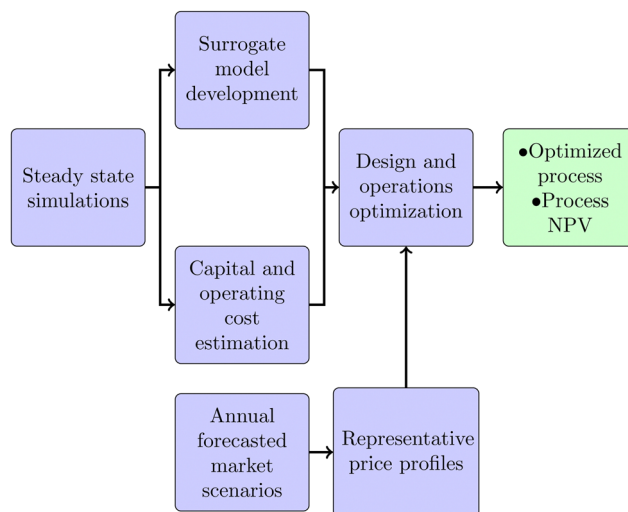 Steady state
simulations
Surrogate
model
development
Capital and
operating
cost
estimation
Design and
operations
optimization
•Optimized
process
•Process
NPV
Annual
forecasted
market
scenarios
Representative
price profiles